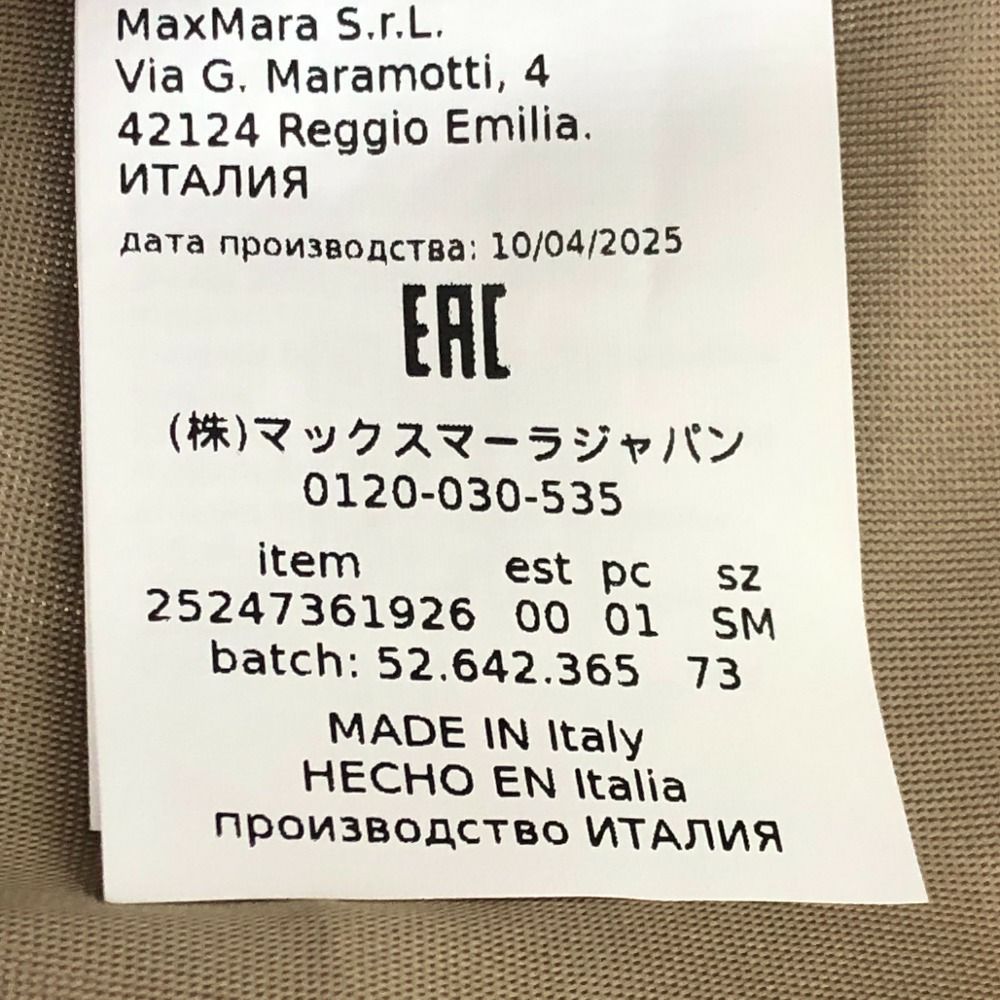 MaxMara S.r.L.
Via G. Maramotti, 4
42124 Reggio Emilia.
ИТАЛИЯ
дата производства: 10/04/2025
EAC
(株)マックスマーラジャパン
0120-030-535
item est pc sz
25247361926 00 01 SM
batch: 52.642.365 73
MADE IN Italy
HECHO EN Italia
производство ИТАЛИЯ